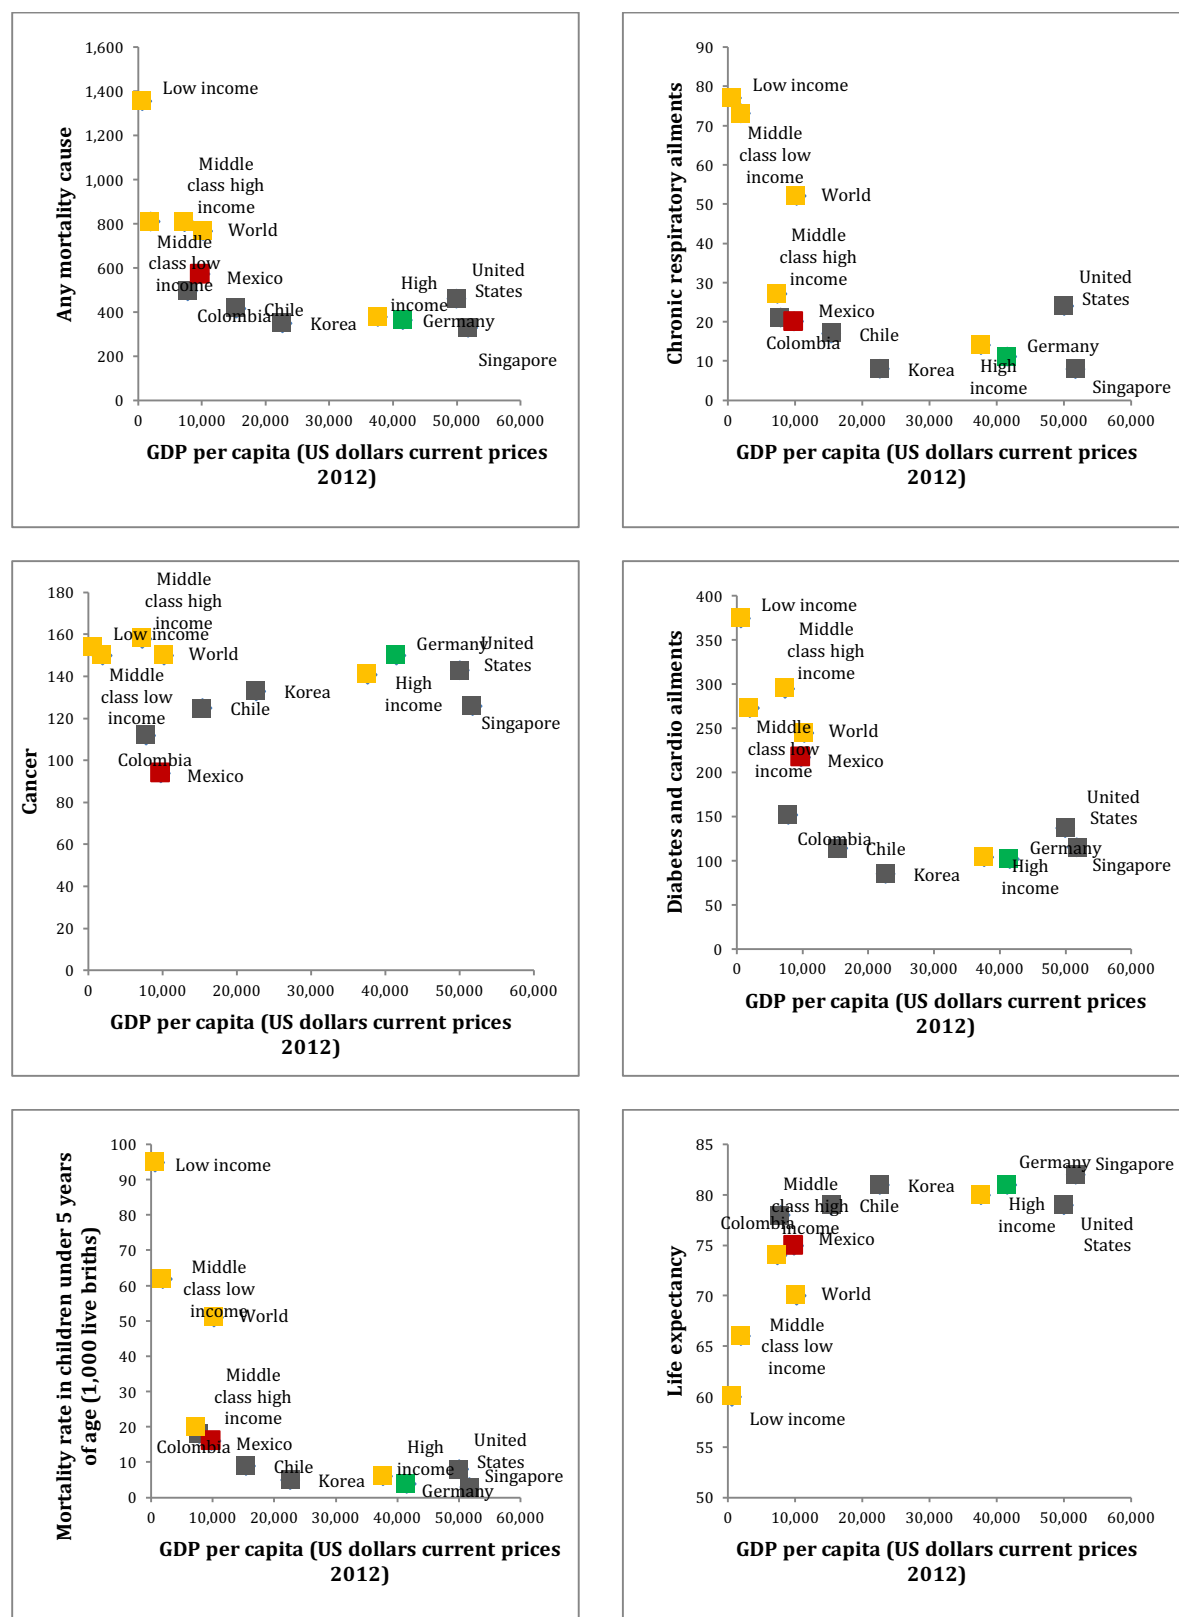 1,600
1,400
1,200
1,000
800
600
400
200
0
Any mortality cause
Low income
Middle
class high
income
World
Middle
class low
income
Mexico
Colombia
Chile
Korea
High
income
Germany
United
States
Singapore
0 10,000 20,000 30,000 40,000 50,000 60,000
GDP per capita (US dollars current prices
2012)
90
80
70
60
50
40
30
20
10
0
Chronic respiratory ailments
Low income
Middle
class low
income
World
Middle
class high
income
Mexico
Colombia
Chile
Korea
High
income
Germany
United
States
Singapore
0 10,000 20,000 30,000 40,000 50,000 60,000
GDP per capita (US dollars current prices
2012)
180
160
140
120
100
80
60
40
20
0
Cancer
Middle
class high
income
Low income
World
Middle
class low
income
Colombia
Mexico
Chile
Korea
High
income
Germany
United
States
Singapore
0 10,000 20,000 30,000 40,000 50,000 60,000
GDP per capita (US dollars current prices
2012)
400
350
300
250
200
150
100
50
0
Diabetes and cardio ailments
Low income
Middle
class high
income
Middle
class low
income
World
Mexico
Colombia
Chile
Korea
Germany
High
income
United
States
Singapore
0 10,000 20,000 30,000 40,000 50,000 60,000
GDP per capita (US dollars current prices
2012)
100
90
80
70
60
50
40
30
20
10
0
Mortality rate in children under 5 years
of age (1,000 live briths)
Low income
Middle
class low
income
World
Middle
class high
income
Colombia
Mexico
Chile
Korea
High
income
Germany
United
States
Singapore
0 10,000 20,000 30,000 40,000 50,000 60,000
GDP per capita (US dollars current prices
2012)
85
80
75
70
65
60
55
50
Life expectancy
Germany
Singapore
Middle
class high
income
Korea
Chile
Colombia
Mexico
High
income
United
States
World
Middle
class low
income
Low income
0 10,000 20,000 30,000 40,000 50,000 60,000
GDP per capita (US dollars current prices
2012)